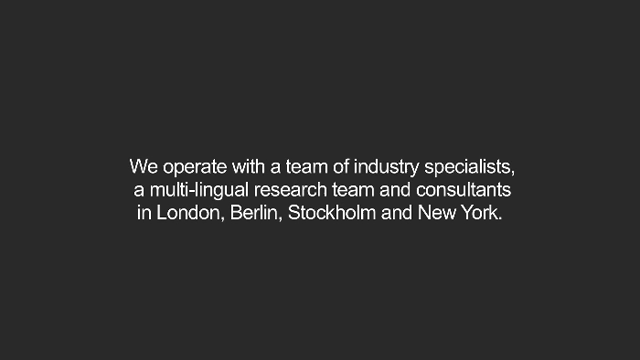 We operate with a team of industry specialists,
a multi-lingual research team and consultants
in London, Berlin, Stockholm and New York.